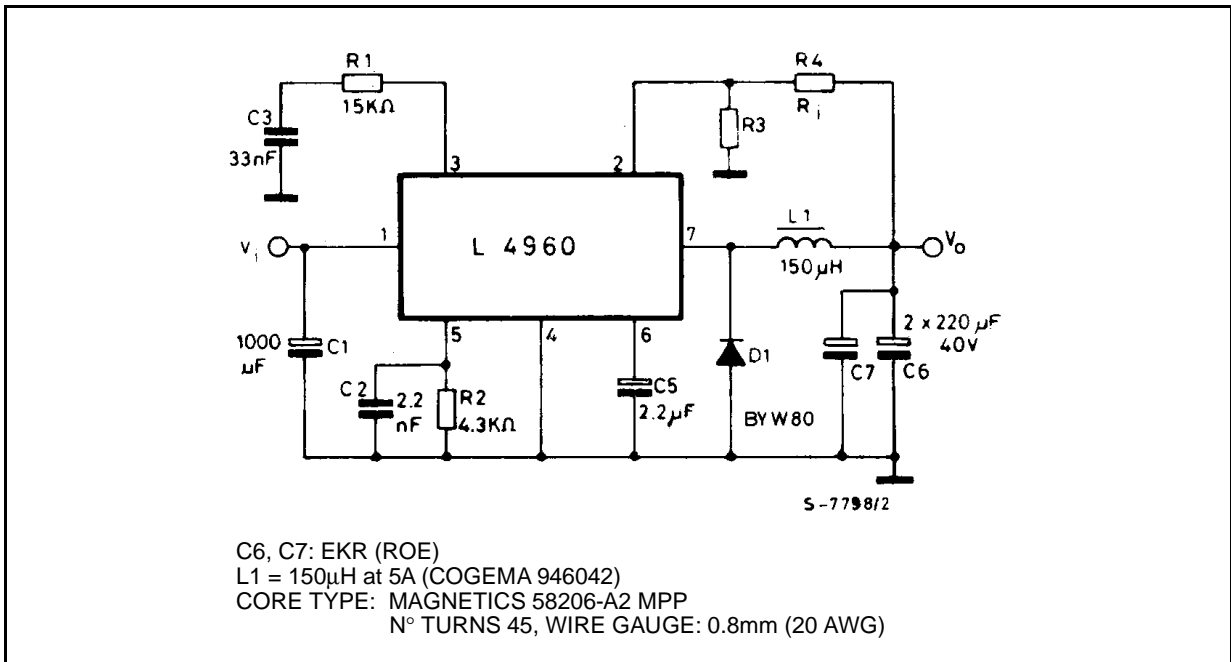 R1
15KΩ
C3
33nF
3
2
R4
Ri
R3
Vi
1
L 4960
7
L1
150μH
Vo
1000
μF
C1
5
4
6
C2
2.2
nF
R2
4.3KΩ
C5
2.2μF
D1
BYW80
2 x 220 μF
40V
C7
C6
S-7798/2
C6, C7: EKR (ROE)
L1 = 150μH at 5A (COGEMA 946042)
CORE TYPE: MAGNETICS 58206-A2 MPP
N° TURNS 45, WIRE GAUGE: 0.8mm (20 AWG)